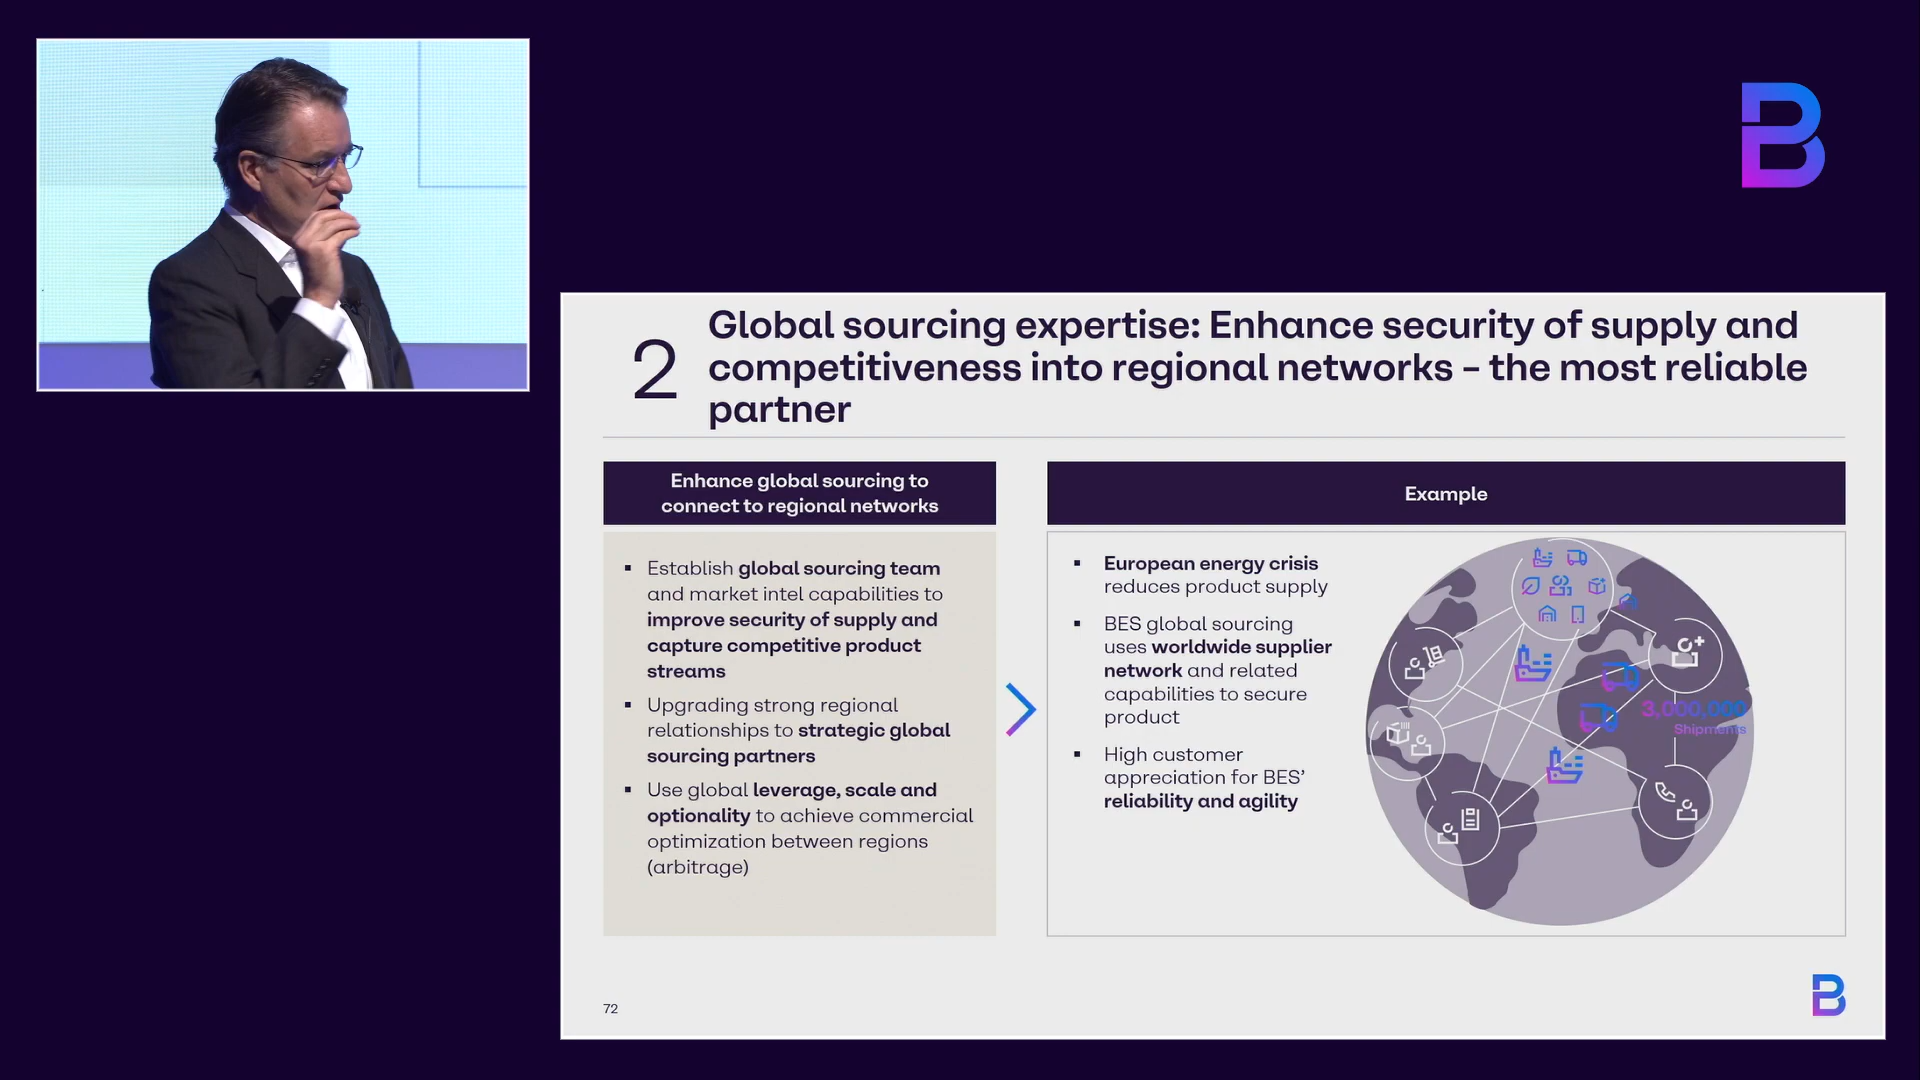 2
Global sourcing expertise: Enhance security of supply and
competitiveness into regional networks – the most reliable
partner
Enhance global sourcing to
connect to regional networks
▪ Establish global sourcing team
and market intel capabilities to
improve security of supply and
capture competitive product
streams
▪ Upgrading strong regional
relationships to strategic global
sourcing partners
▪ Use global leverage, scale and
optionality to achieve commercial
optimization between regions
(arbitrage)
Example
▪ European energy crisis
reduces product supply
▪ BES global sourcing
uses worldwide supplier
network and related
capabilities to secure
product
▪ High customer
appreciation for BES’
reliability and agility
3,000,000
Shipments
72